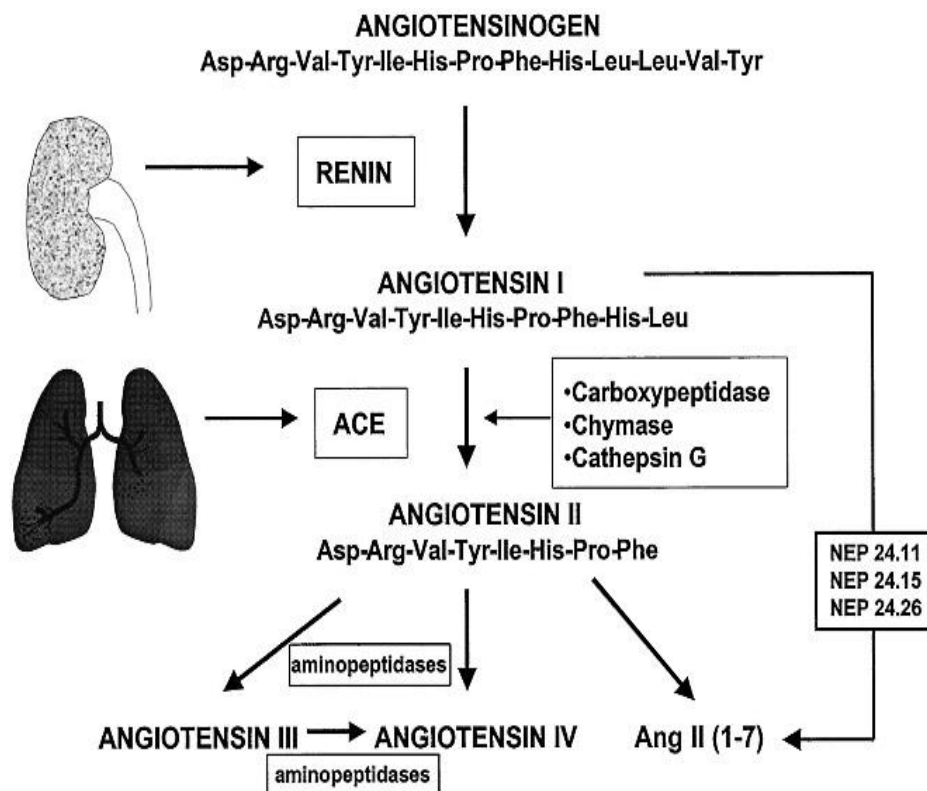 ANGIOTENSINOGEN
Asp-Arg-Val-Tyr-Ile-His-Pro-Phe-His-Leu-Leu-Val-Tyr
RENIN
ANGIOTENSIN I
Asp-Arg-Val-Tyr-Ile-His-Pro-Phe-His-Leu
ACE
•Carboxypeptidase
•Chymase
•Cathepsin G
ANGIOTENSIN II
Asp-Arg-Val-Tyr-Ile-His-Pro-Phe
NEP 24.11
NEP 24.15
NEP 24.26
aminopeptidases
ANGIOTENSIN III
ANGIOTENSIN IV
Ang II (1-7)
aminopeptidases